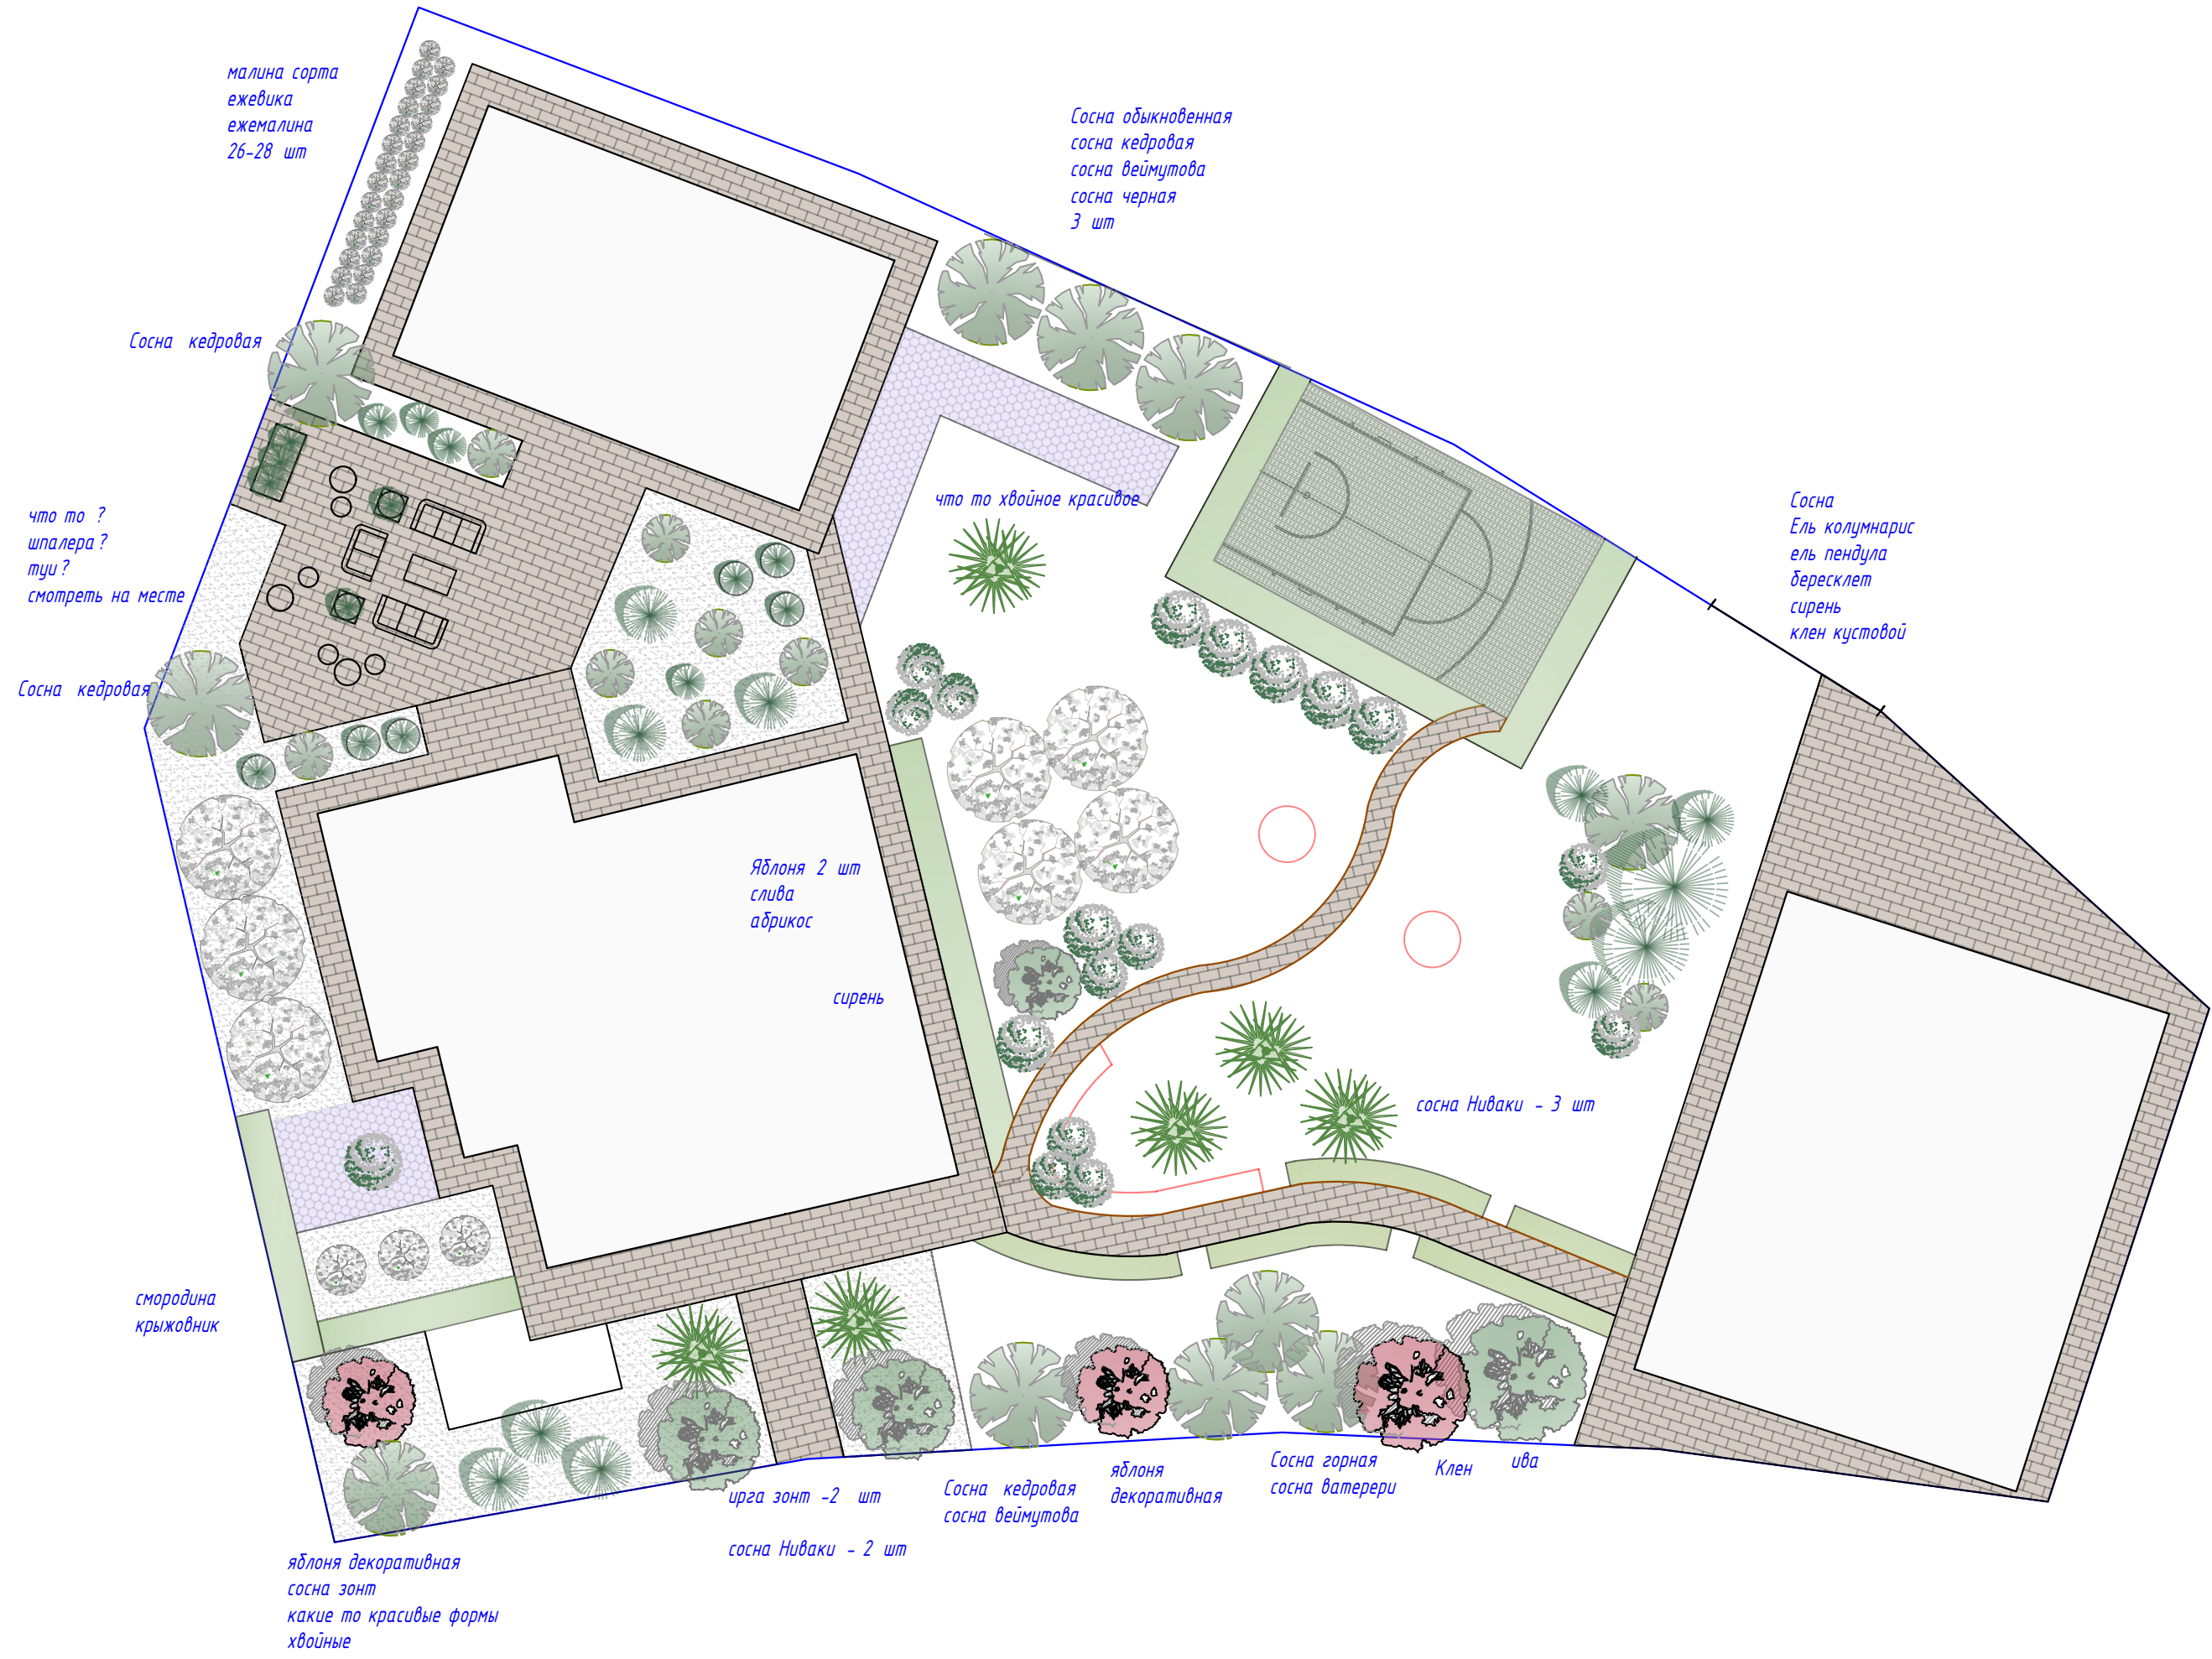 малина сорта
ежевика
ежемалина
26-28 шт
Сосна обыкновенная
сосна кедровая
сосна веймутова
сосна черная
3 шт
Сосна кедровая
что то хвойное красивое
Сосна
Ель колумнарис
ель пендула
бересклет
сирень
клен кустовой
что то ?
шпалера ?
туи ?
смотреть на месте
Сосна кедровая
Яблоня 2 шт
слива
абрикос
сирень
сосна Ниваки - 3 шт
смородина
крыжовник
ирга зонт -2 шт
сосна Ниваки - 2 шт
Сосна кедровая
сосна веймутова
яблоня
декоративная
Сосна горная
сосна ватерери
Клен
ива
яблоня декоративная
сосна зонт
какие то красивые формы
хвойные